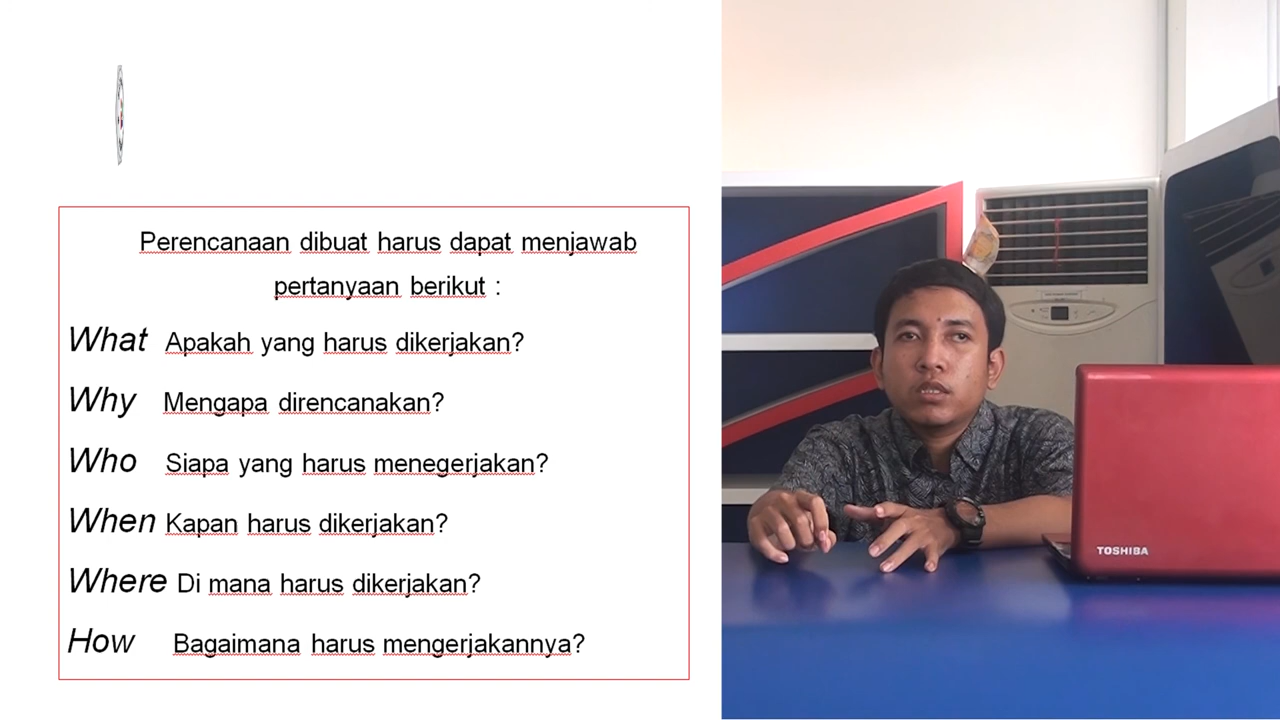 Perencanaan dibuat harus dapat menjawab
pertanyaan berikut :
What Apakah yang harus dikerjakan?
Why Mengapa direncanakan?
Who Siapa yang harus menegerjakan?
When Kapan harus dikerjakan?
Where Di mana harus dikerjakan?
How Bagaimana harus mengerjakannya?
TOSHIBA